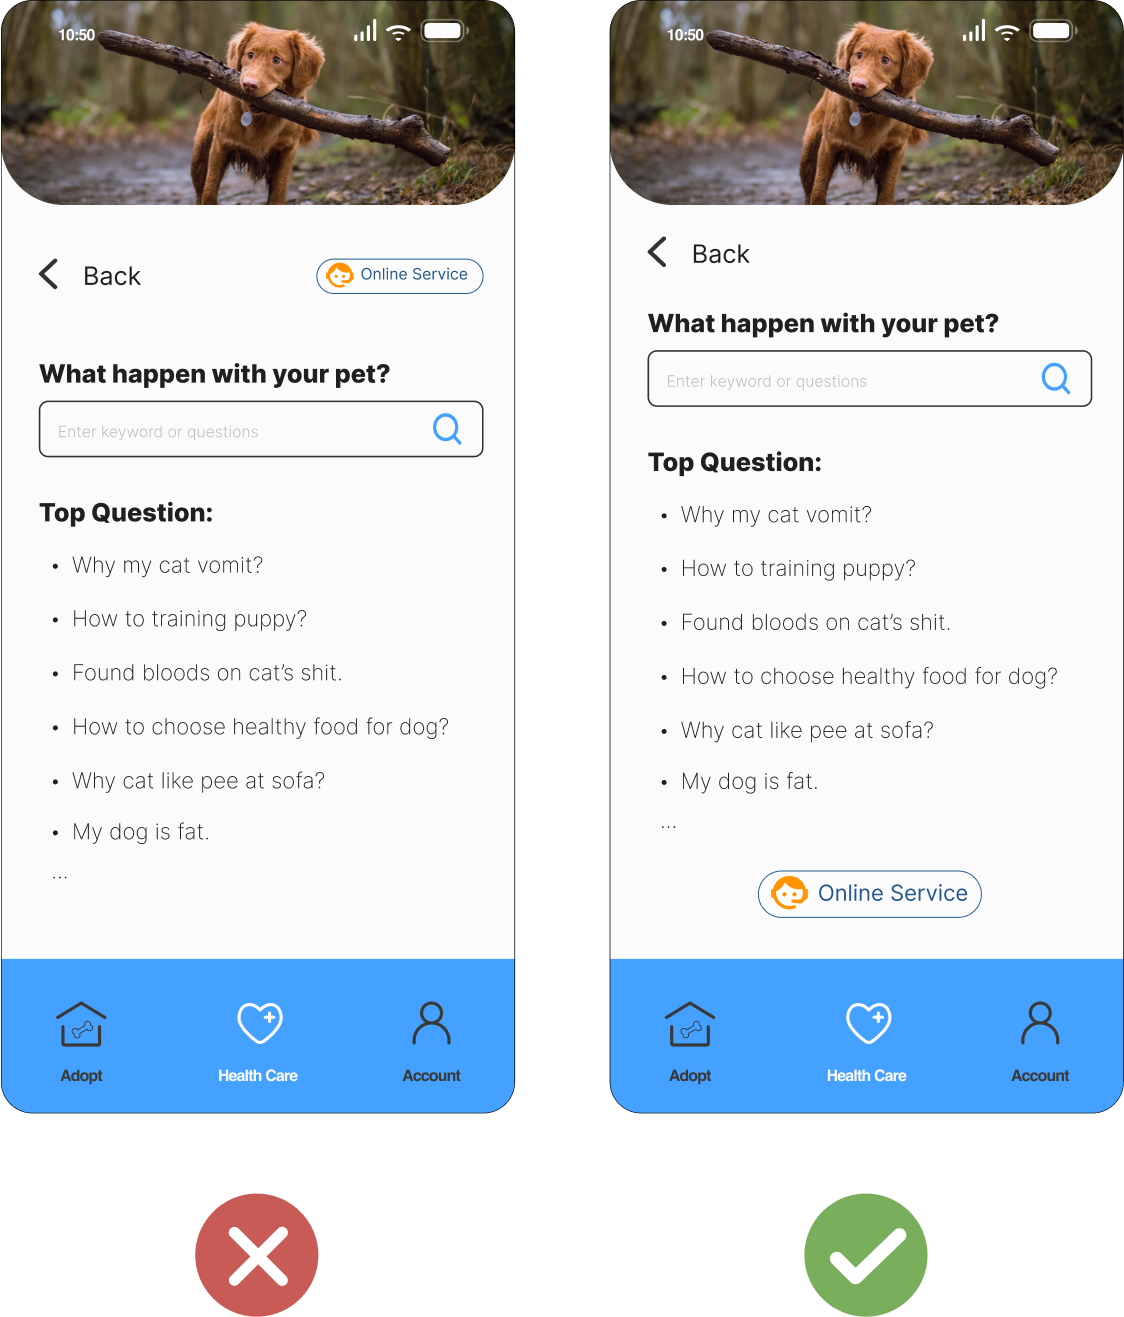 10:50
Back
Online Service
What happen with your pet?
Enter keyword or questions
Top Question:
• Why my cat vomit?
• How to training puppy?
• Found bloods on cat’s shit.
• How to choose healthy food for dog?
• Why cat like pee at sofa?
• My dog is fat.
...
Adopt
Health Care
Account
10:50
Back
What happen with your pet?
Enter keyword or questions
Top Question:
• Why my cat vomit?
• How to training puppy?
• Found bloods on cat’s shit.
• How to choose healthy food for dog?
• Why cat like pee at sofa?
• My dog is fat.
...
Online Service
Adopt
Health Care
Account